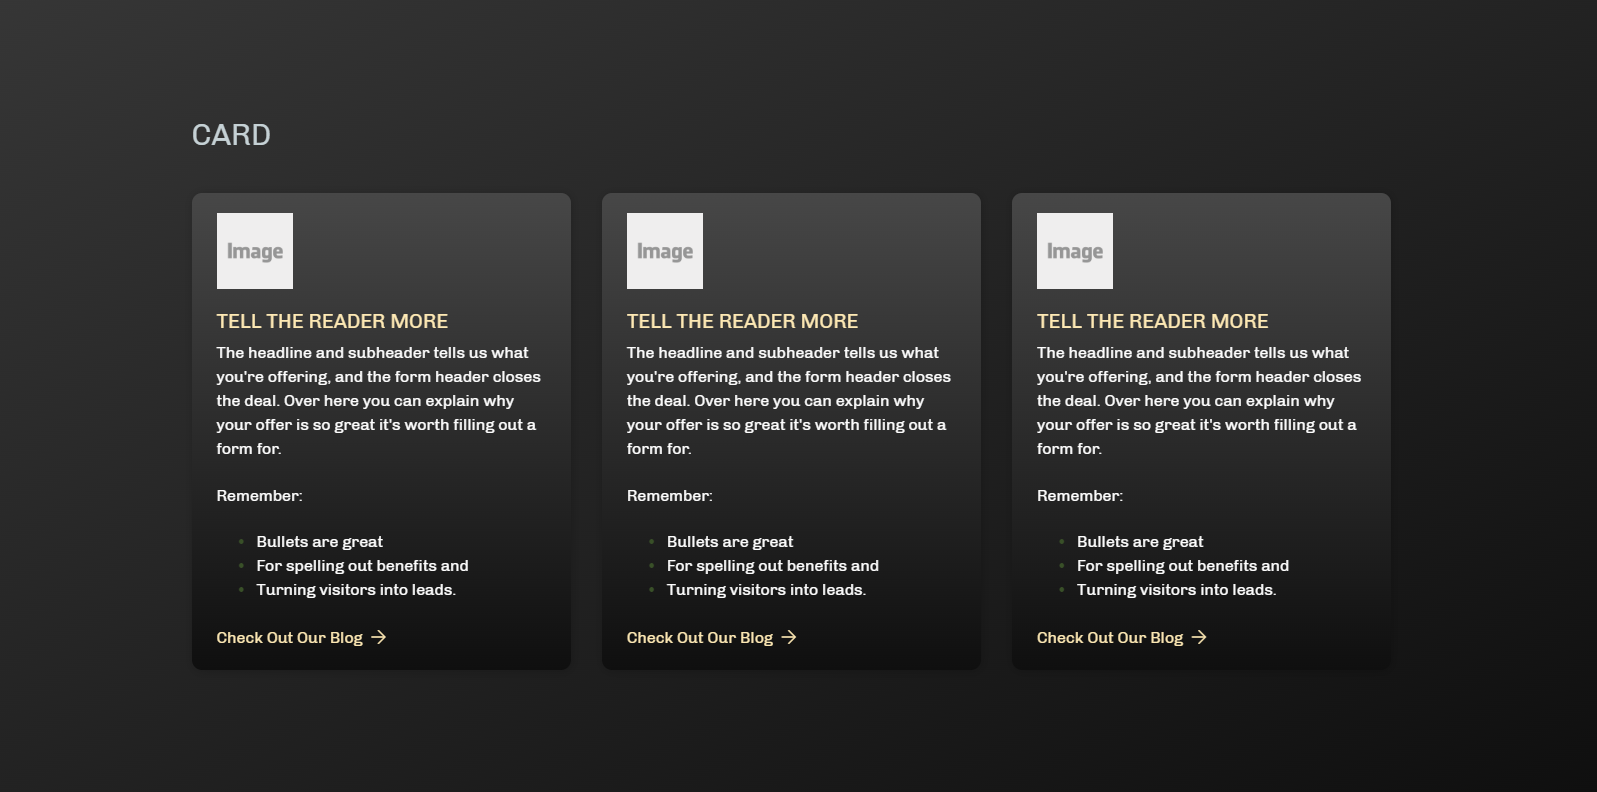 CARD
Image
TELL THE READER MORE
The headline and subheader tells us what
you're offering, and the form header closes
the deal. Over here you can explain why
your offer is so great it's worth filling out a
form for.
Remember:
Bullets are great
For spelling out benefits and
Turning visitors into leads.
Check Out Our Blog →
Image
TELL THE READER MORE
The headline and subheader tells us what
you're offering, and the form header closes
the deal. Over here you can explain why
your offer is so great it's worth filling out a
form for.
Remember:
Bullets are great
For spelling out benefits and
Turning visitors into leads.
Check Out Our Blog →
Image
TELL THE READER MORE
The headline and subheader tells us what
you're offering, and the form header closes
the deal. Over here you can explain why
your offer is so great it's worth filling out a
form for.
Remember:
Bullets are great
For spelling out benefits and
Turning visitors into leads.
Check Out Our Blog →